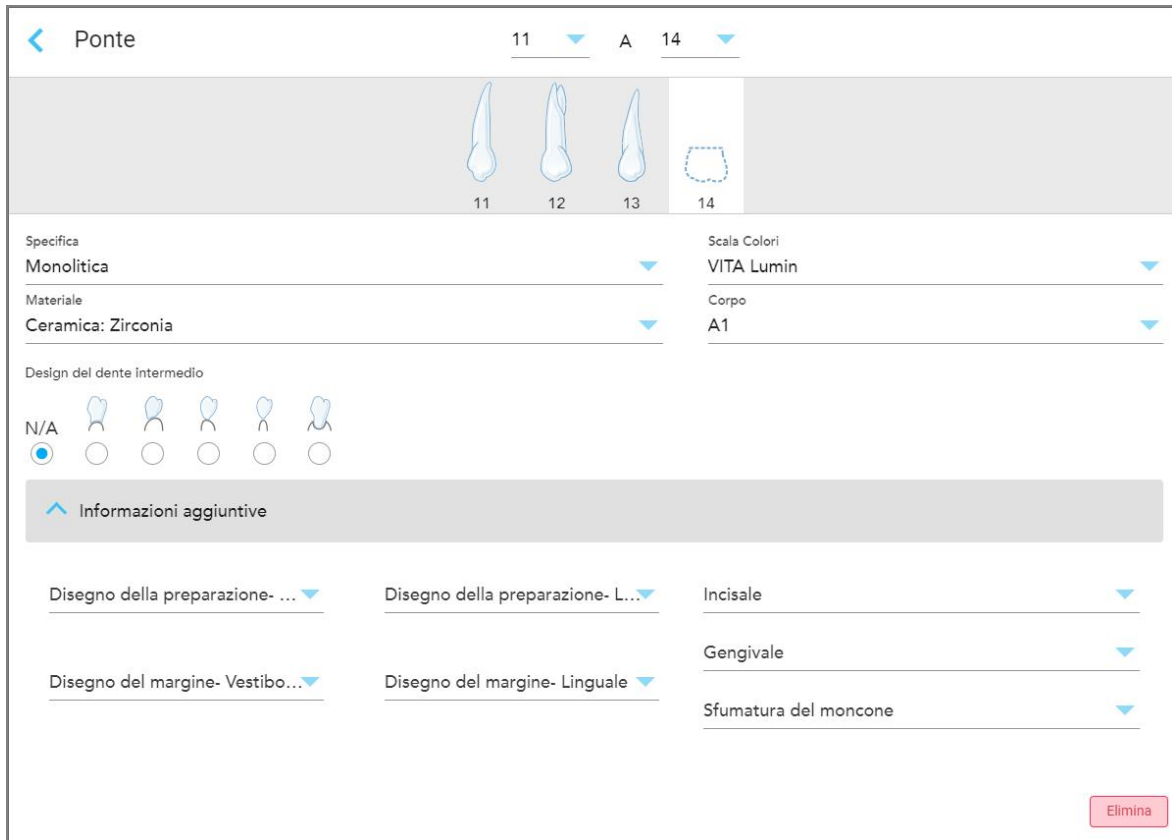 Ponte 11 A 14
11 12 13 14
Specifica
Monolitica
Scala Colori
VITA Lumin
Materiale
Ceramica: Zirconia
Corpo
A1
Design del dente intermedio
N/A
Informazioni aggiuntive
Disegno della preparazione- ...
Disegno della preparazione- L...
Incisale
Gengivale
Disegno del margine- Vestibo...
Disegno del margine- Linguale
Sfumatura del moncone
Elimina